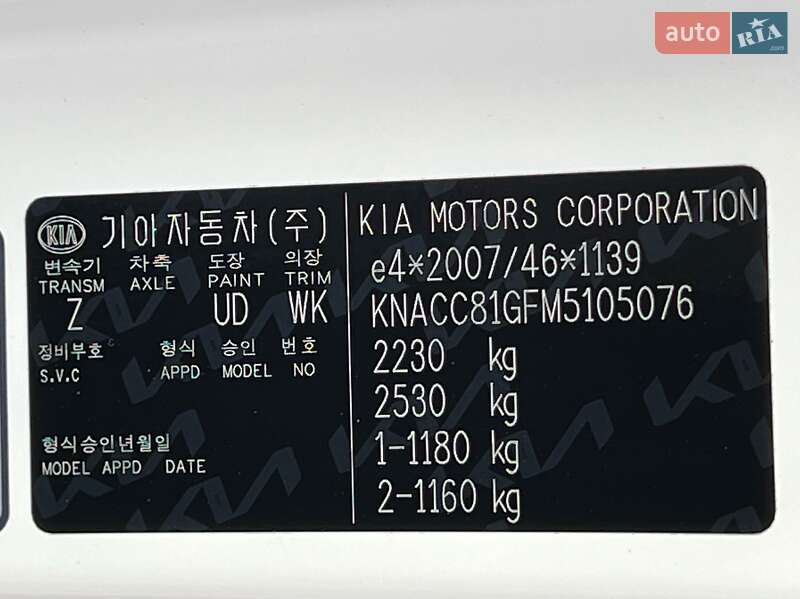 auto RIA.com
KIA 기아자동차(주)
변속기 차축 도장 의장
TRANSM AXLE PAINT TRIM
Z UD WK
정비부호 형식 승인 번호
S.V.C APPD MODEL NO
형식승인년월일
MODEL APPD DATE
KIA MOTORS CORPORATION
e4*2007/46*1139
KNACC81GFM5105076
2230 kg
2530 kg
1-1180 kg
2-1160 kg